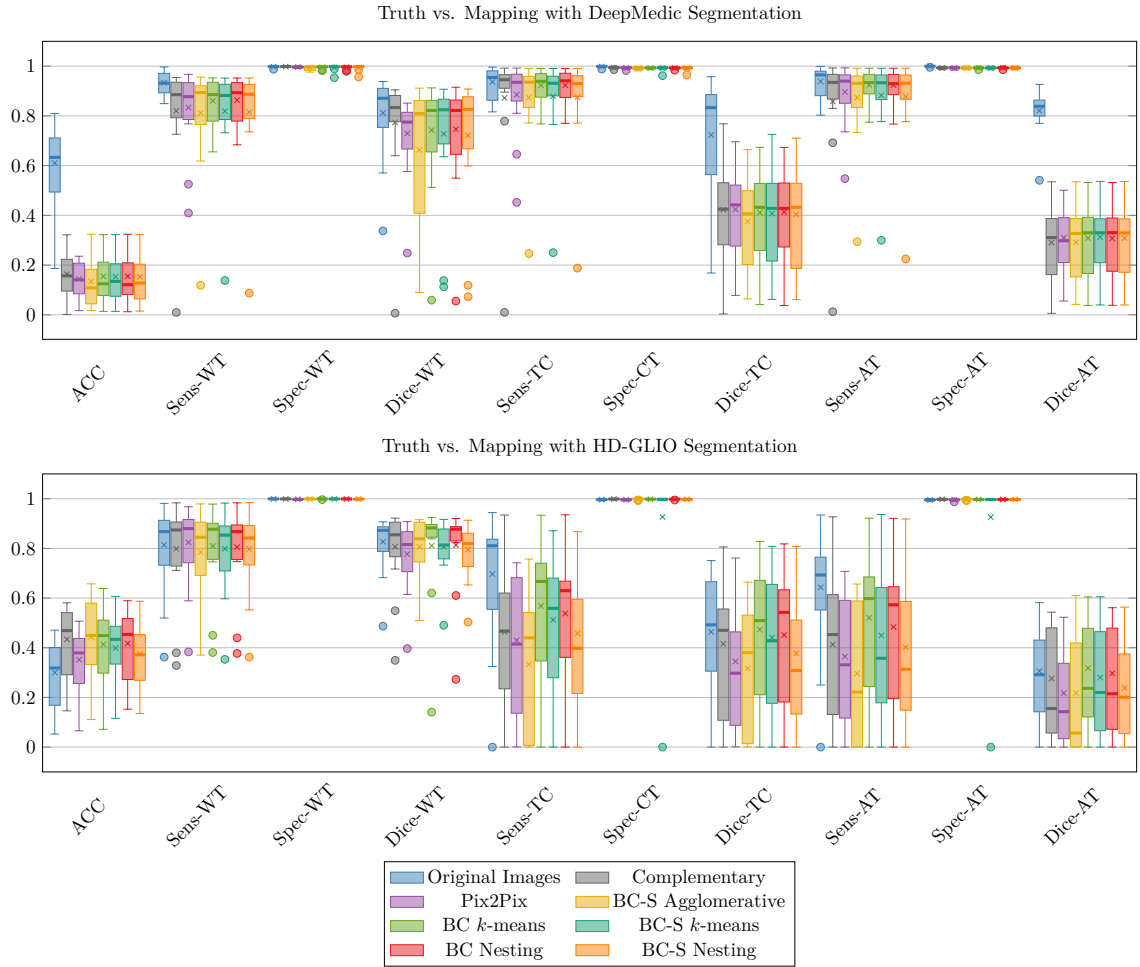 Truth vs. Mapping with DeepMedic Segmentation
1
0.8
0.6
0.4
0.2
0
ACC
Sens-WT
Spec-WT
Dice-WT
Sens-TC
Spec-CT
Dice-TC
Sens-AT
Spec-AT
Dice-AT
Truth vs. Mapping with HD-GLIO Segmentation
1
0.8
0.6
0.4
0.2
0
ACC
Sens-WT
Spec-WT
Dice-WT
Sens-TC
Spec-CT
Dice-TC
Sens-AT
Spec-AT
Dice-AT
Original Images Complementary
Pix2Pix BC-S Agglomerative
BC k-means BC-S k-means
BC Nesting BC-S Nesting